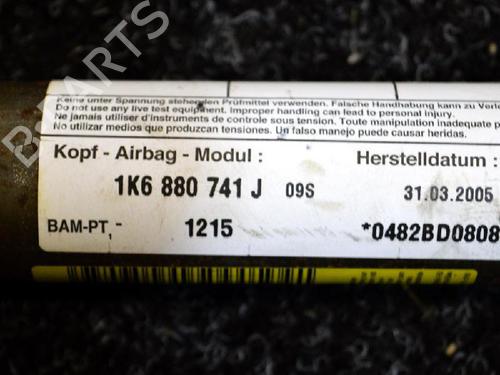 BPARTS
Keine unter Spannung stehenden Prüfmittel verwenden. Falsche Handhabung kann zu
Do not use any live test equipment. Improper handling can lead to personal injury.
Ne jamais utiliser d'instruments de controle sous tension. Toute manipulation inadequate
No utilizar medios que produzcan tensiones. Un falso manejo puede causar heridas.
Kopf - Airbag - Modul : Herstelldatum :
1K6 880 741 J 09S 31.03.2005
BAM-PT,- 1215 *0482BD0808